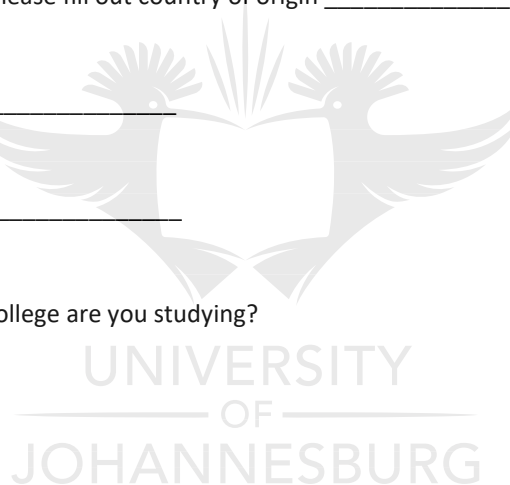 lease fill out country of origin ______________
______________
______________
ollege are you studying?
UNIVERSITY
OF
JOHANNESBURG